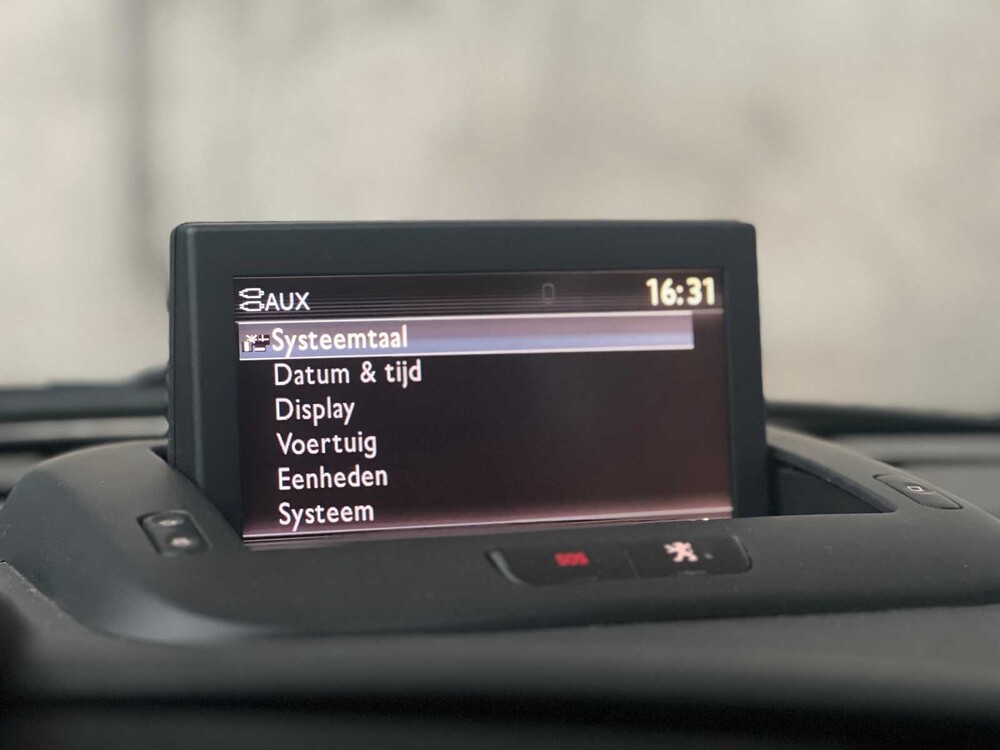 AUX
16:31
Systeemtaal
Datum & tijd
Display
Voertuig
Eenheden
Systeem
SOS